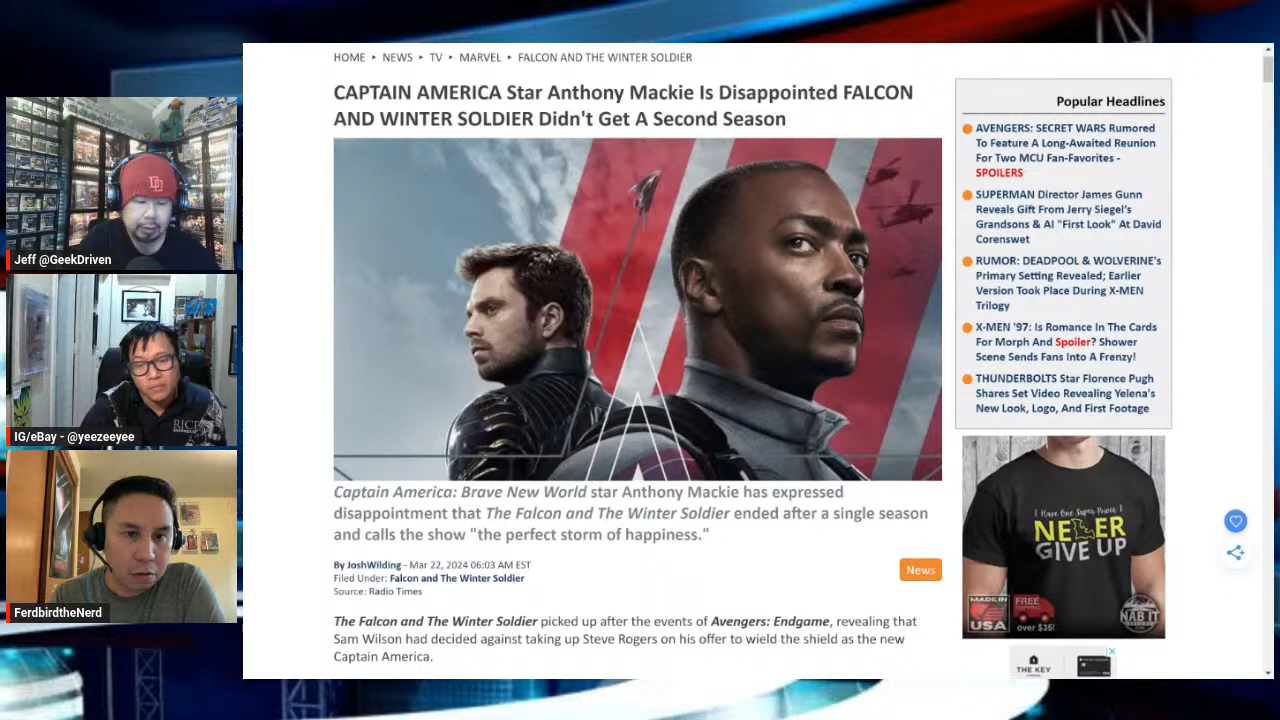 HOME ▸ NEWS ▸ TV ▸ MARVEL ▸ FALCON AND THE WINTER SOLDIER
CAPTAIN AMERICA Star Anthony Mackie Is Disappointed FALCON
AND WINTER SOLDIER Didn't Get A Second Season
Captain America: Brave New World star Anthony Mackie has expressed
disappointment that The Falcon and The Winter Soldier ended after a single season
and calls the show "the perfect storm of happiness."
By JoshWilding - Mar 22, 2024 06:03 AM EST
Filed Under: Falcon and The Winter Soldier
Source: Radio Times
News
The Falcon and The Winter Soldier picked up after the events of Avengers: Endgame, revealing that
Sam Wilson had decided against taking up Steve Rogers on his offer to wield the shield as the new
Captain America.
Popular Headlines
AVENGERS: SECRET WARS Rumored
To Feature A Long-Awaited Reunion
For Two MCU Fan-Favorites -
SPOILERS
SUPERMAN Director James Gunn
Reveals Gift From Jerry Siegel's
Grandsons & AI "First Look" At David
Corenswet
RUMOR: DEADPOOL & WOLVERINE's
Primary Setting Revealed; Earlier
Version Took Place During X-MEN
Trilogy
X-MEN '97: Is Romance In The Cards
For Morph And Spoiler? Shower
Scene Sends Fans Into A Frenzy!
THUNDERBOLTS Star Florence Pugh
Shares Set Video Revealing Yelena's
New Look, Logo, And First Footage
I Have One Super Power I
NEVER
GIVE UP
MADE IN
USA
FREE
SHIPPING
over $35!
NAB IT
THE KEY
Jeff @GeekDriven
RICP
IG/eBay - @yeezeeyee
FerdbirdtheNerd